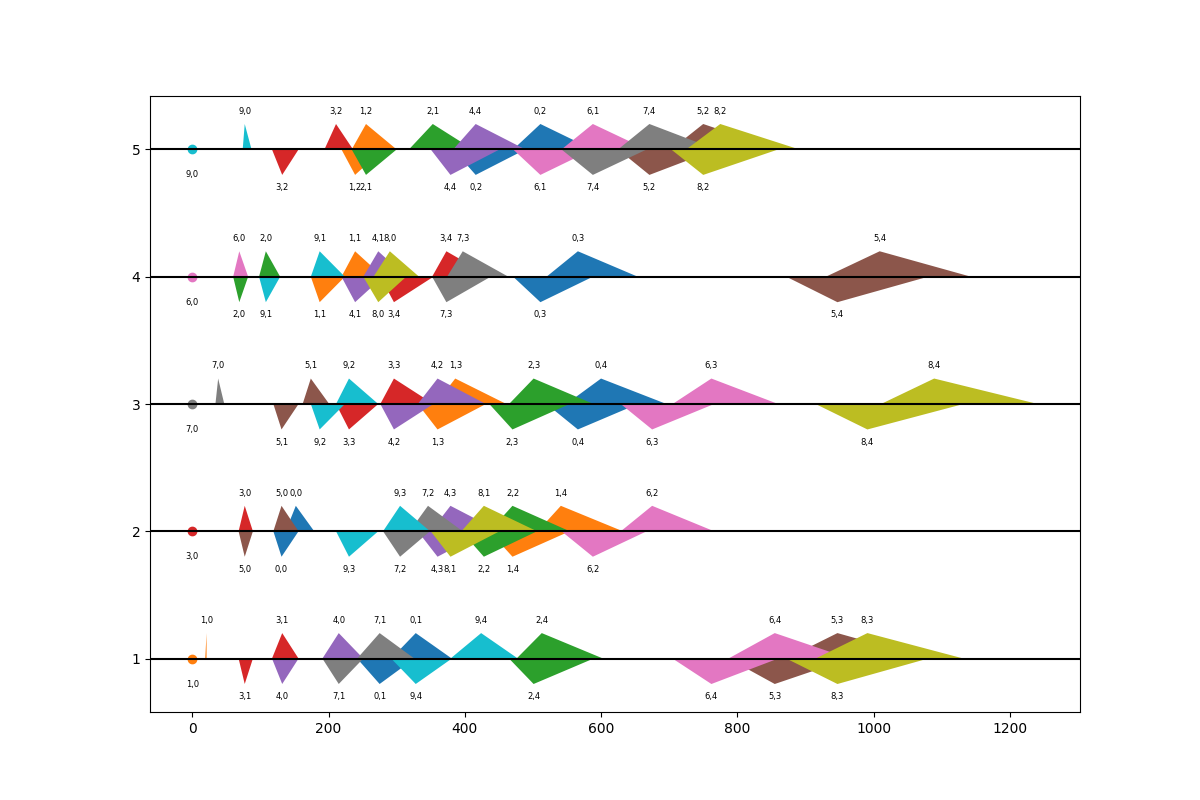 9,0 3,2 1,2 2,1 4,4 0,2 6,1 7,4 5,2 8,2
5
9,0 3,2 1,2 2,1 4,4 0,2 6,1 7,4 5,2 8,2
6,0 2,0 9,1 1,1 4,1 8,0 3,4 7,3 0,3 5,4
4
6,0 2,0 9,1 1,1 4,1 8,0 3,4 7,3 0,3 5,4
7,0 5,1 9,2 3,3 4,2 1,3 2,3 0,4 6,3 8,4
3
7,0 5,1 9,2 3,3 4,2 1,3 2,3 0,4 6,3 8,4
3,0 5,0 0,0 9,3 7,2 4,3 8,1 2,2 1,4 6,2
2
3,0 5,0 0,0 9,3 7,2 4,3 8,1 2,2 1,4 6,2
1,0 3,1 4,0 7,1 0,1 9,4 2,4 6,4 5,3 8,3
1
1,0 3,1 4,0 7,1 0,1 9,4 2,4 6,4 5,3 8,3
0 200 400 600 800 1000 1200